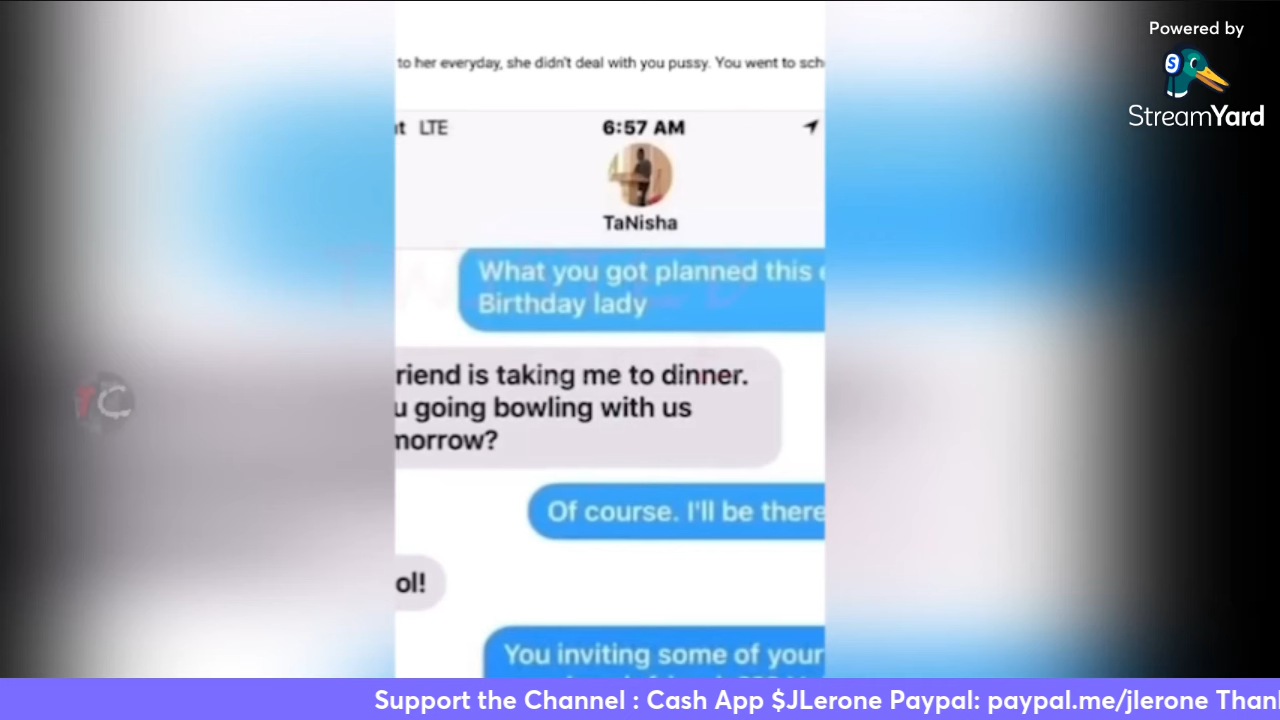 Powered by
StreamYard
to her everyday, she didn't deal with you pussy. You went to sch
LTE
6:57 AM
TaNisha
What you got planned this
Birthday lady
riend is taking me to dinner.
u going bowling with us
morrow?
Of course. I'll be there
ol!
You inviting some of your
TC
Support the Channel : Cash App $JLerone Paypal: paypal.me/jlerone Than